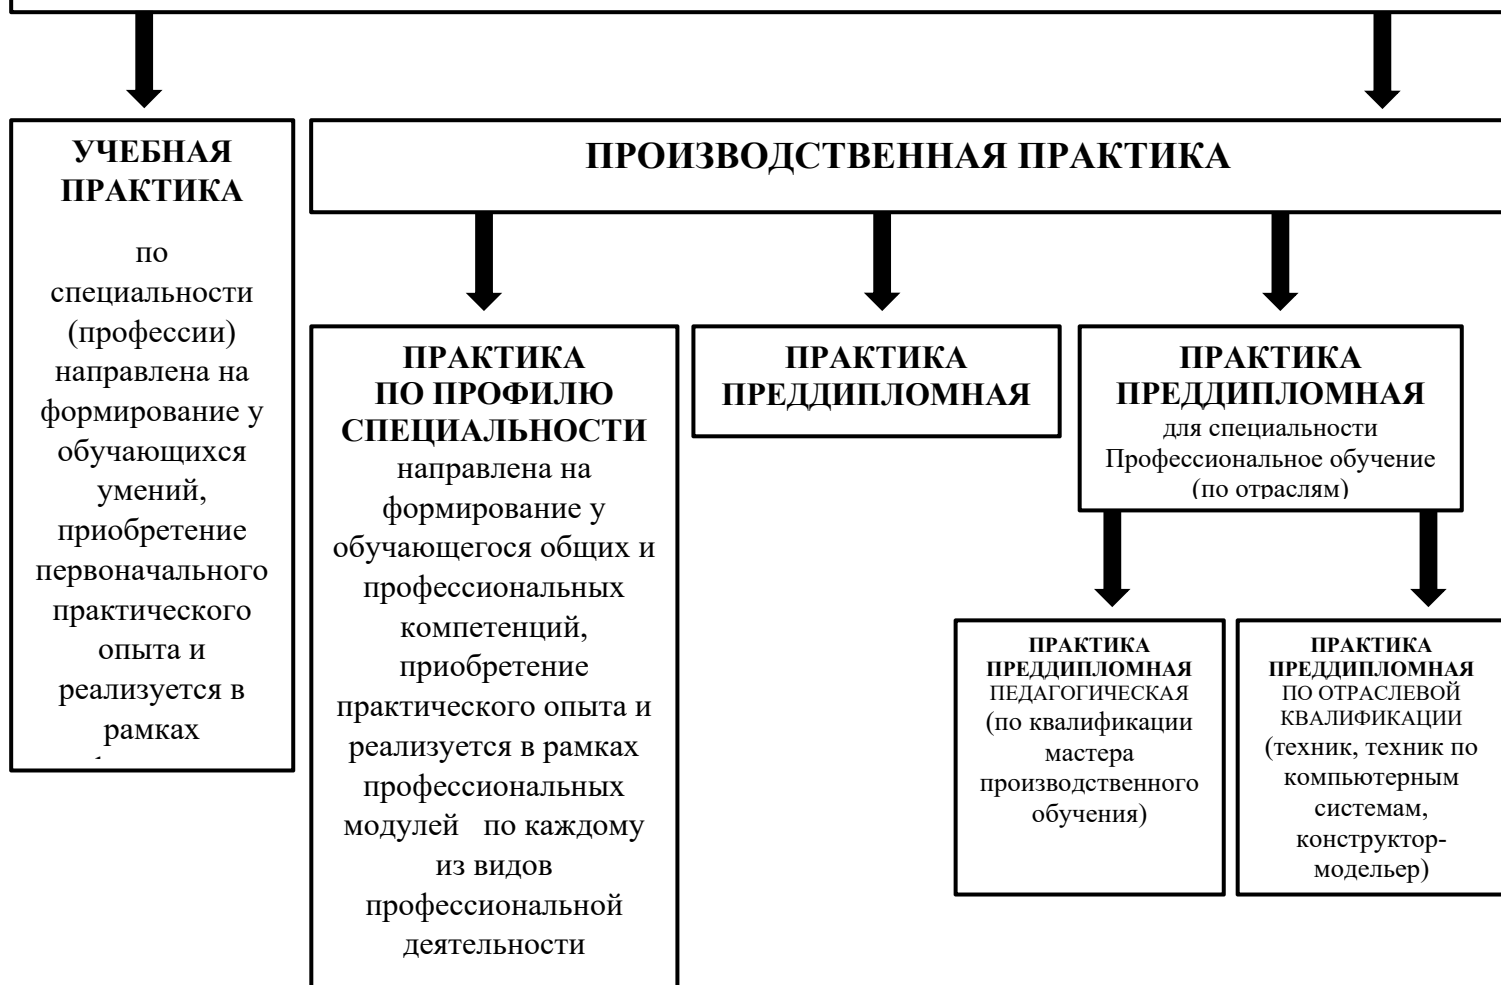 УЧЕБНАЯ
ПРАКТИКА
по
специальности
(профессии)
направлена на
формирование у
обучающихся
умений,
приобретение
первоначального
практического
опыта и
реализуется в
рамках
ПРОИЗВОДСТВЕННАЯ ПРАКТИКА
ПРАКТИКА
ПО ПРОФИЛЮ
СПЕЦИАЛЬНОСТИ
направлена на
формирование у
обучающегося общих и
профессиональных
компетенций,
приобретение
практического опыта и
реализуется в рамках
профессиональных
модулей по каждому
из видов
профессиональной
деятельности
ПРАКТИКА
ПРЕДДИПЛОМНАЯ
ПРАКТИКА
ПРЕДДИПЛОМНАЯ
для специальности
Профессиональное обучение
(по отраслям)
ПРАКТИКА
ПРЕДДИПЛОМНАЯ
ПЕДАГОГИЧЕСКАЯ
(по квалификации
мастера
производственного
обучения)
ПРАКТИКА
ПРЕДДИПЛОМНАЯ
ПО ОТРАСЛЕВОЙ
КВАЛИФИКАЦИИ
(техник, техник по
компьютерным
системам,
конструктор-
модельер)